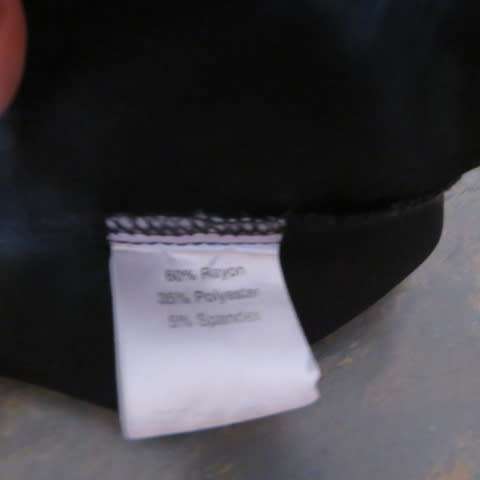 60% Rayon
35% Polyester
5% Spandex